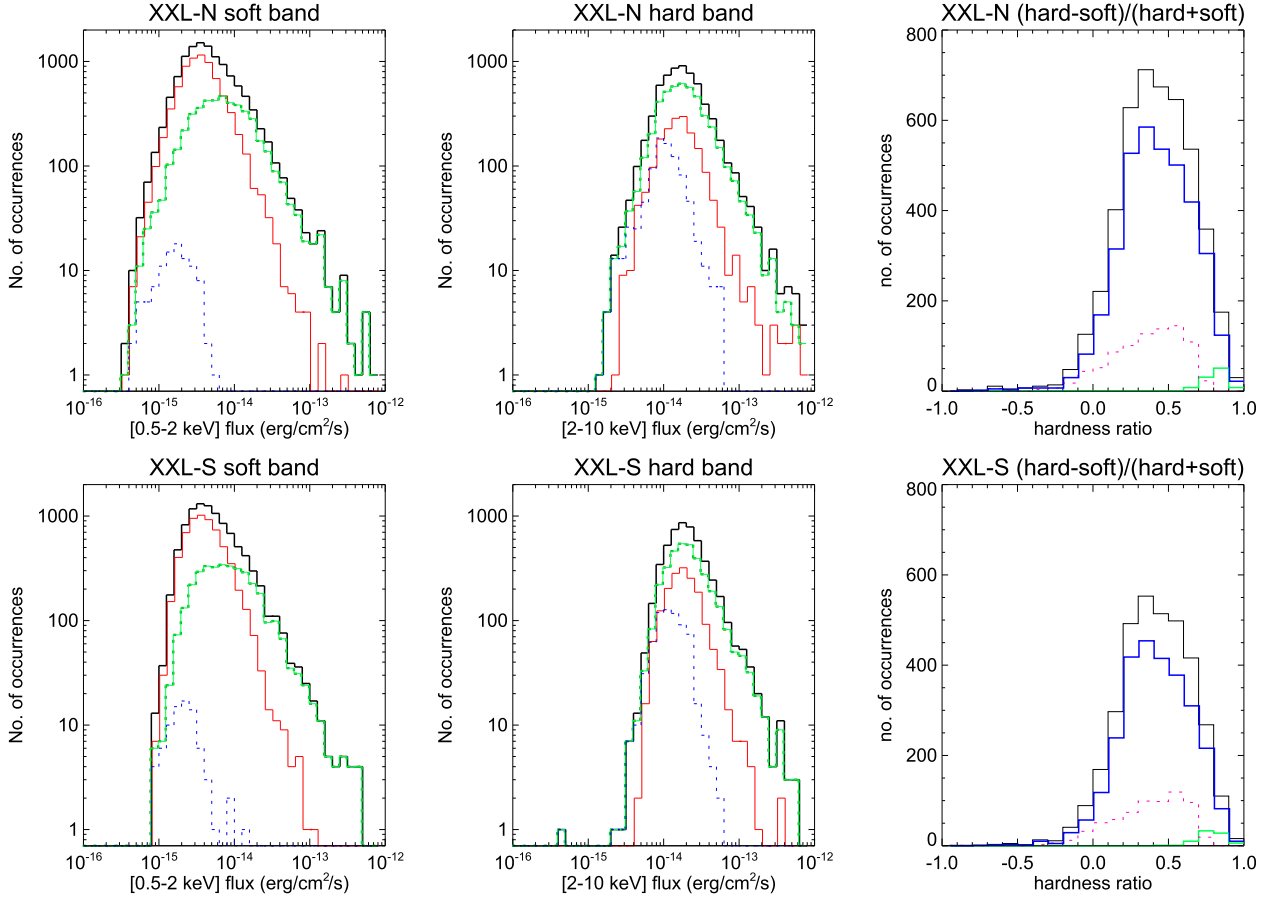 XXL-N soft band
No. of occurrences
1000
100
10
1
10^-16 10^-15 10^-14 10^-13 10^-12
[0.5-2 keV] flux (erg/cm²/s)
XXL-N hard band
No. of occurrences
1000
100
10
1
10^-16 10^-15 10^-14 10^-13 10^-12
[2-10 keV] flux (erg/cm²/s)
XXL-N (hard-soft)/(hard+soft)
no. of occurrences
800
600
400
200
0
-1.0 -0.5 0.0 0.5 1.0
hardness ratio
XXL-S soft band
No. of occurrences
1000
100
10
1
10^-16 10^-15 10^-14 10^-13 10^-12
[0.5-2 keV] flux (erg/cm²/s)
XXL-S hard band
No. of occurrences
1000
100
10
1
10^-16 10^-15 10^-14 10^-13 10^-12
[2-10 keV] flux (erg/cm²/s)
XXL-S (hard-soft)/(hard+soft)
no. of occurrences
800
600
400
200
0
-1.0 -0.5 0.0 0.5 1.0
hardness ratio